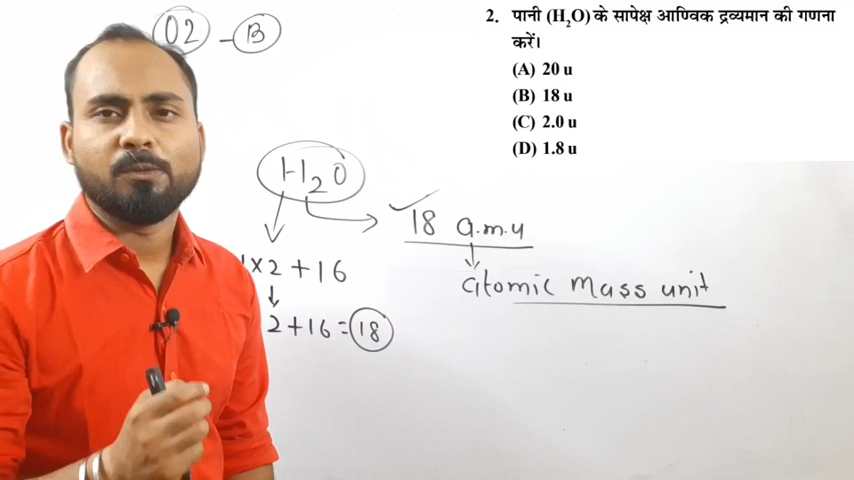 02 - B
2. पानी (H₂O) के सापेक्ष आण्विक द्रव्यमान की गणना
करें।
(A) 20 u
(B) 18 u
(C) 2.0 u
(D) 1.8 u
H₂O
18 a.m.u
1×2+16
atomic mass unit
2+16=18